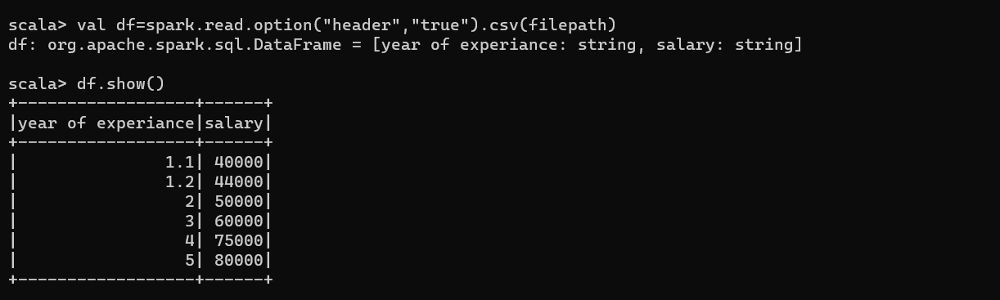 scala> val df=spark.read.option("header","true").csv(filepath)
df: org.apache.spark.sql.DataFrame = [year of experiance: string, salary: string]
scala> df.show()
+------------------+------+
|year of experiance|salary|
+------------------+------+
|               1.1| 40000|
|               1.2| 44000|
|                 2| 50000|
|                 3| 60000|
|                 4| 75000|
|                 5| 80000|
+------------------+------+